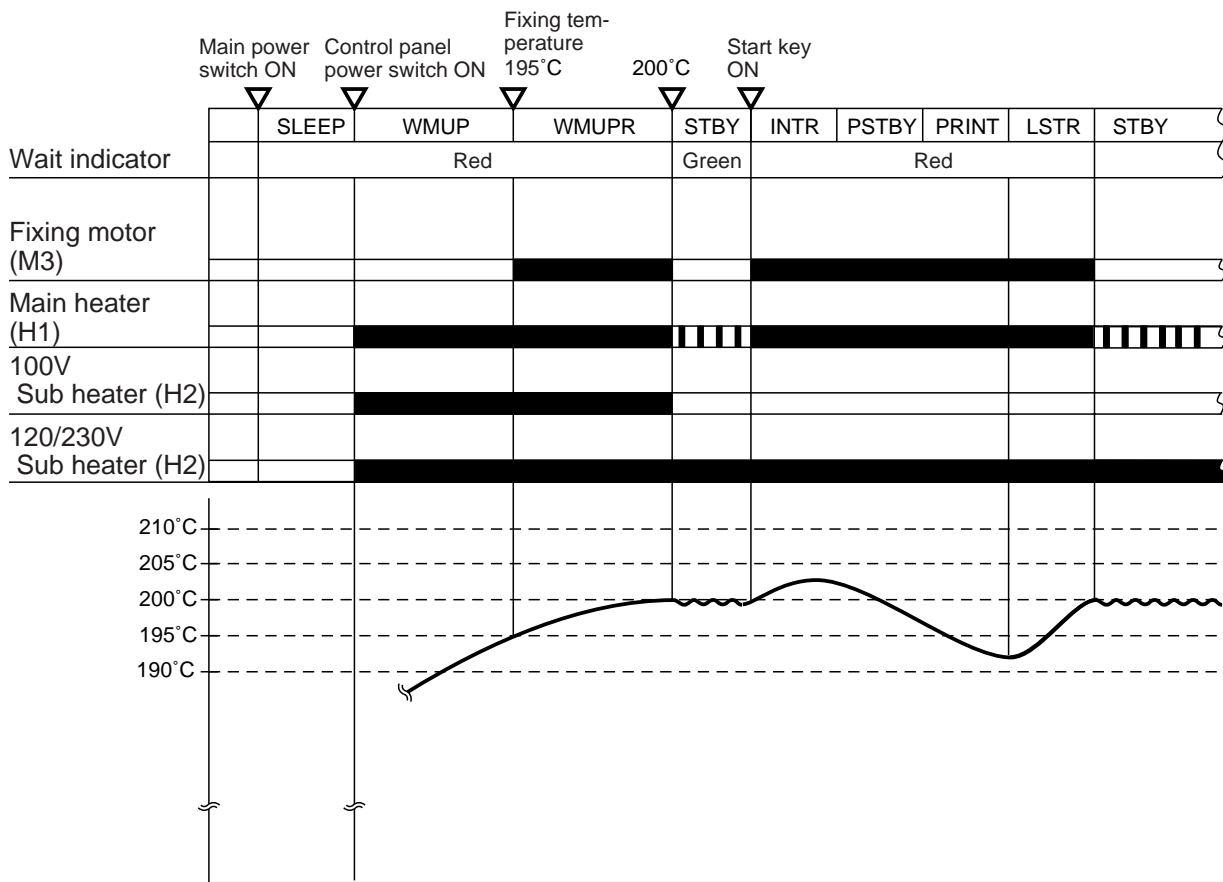 Main power
switch ON
Control panel
power switch ON
Fixing tem-
perature
195˚C
200˚C
Start key
ON
SLEEP WMUP WMUPR STBY INTR PSTBY PRINT LSTR STBY
Wait indicator Red Green Red
Fixing motor
(M3)
Main heater
(H1)
100V
Sub heater (H2)
120/230V
Sub heater (H2)
210˚C
205˚C
200˚C
195˚C
190˚C